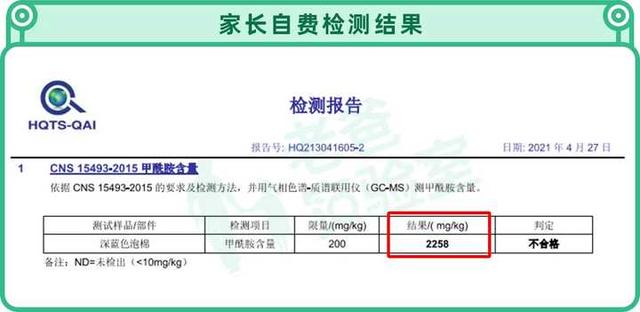 家长自费检测结果
HQTS-QAI
检测报告
报告号: HQ213041605-2
日期: 2021 年 4 月 27 日
1 CNS 15493-2015 甲酰胺含量
依据 CNS 15493-2015 的要求及检测方法，并用气相色谱-质谱联用仪（GC-MS）测甲酰胺含量。
测试样品/部件 检测项目 限量/(mg/kg) 结果/( mg/kg) 判定
深蓝色泡棉 甲酰胺含量 200 2258 不合格
备注：ND=未检出（<10mg/kg）
老爸
实验室